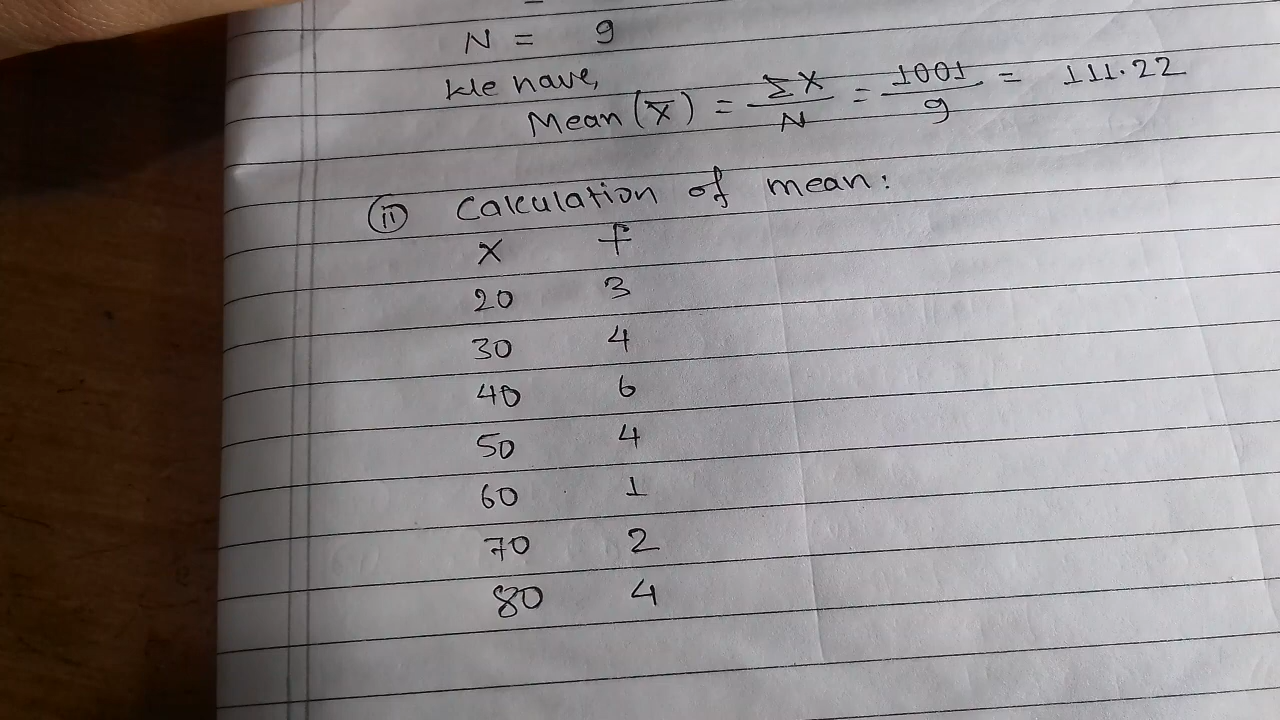 N = 9
We have,
Mean (X̄) = ΣX/N = 1001/9 = 111.22
(ii) Calculation of mean:
X f
20 3
30 4
40 6
50 4
60 1
70 2
80 4